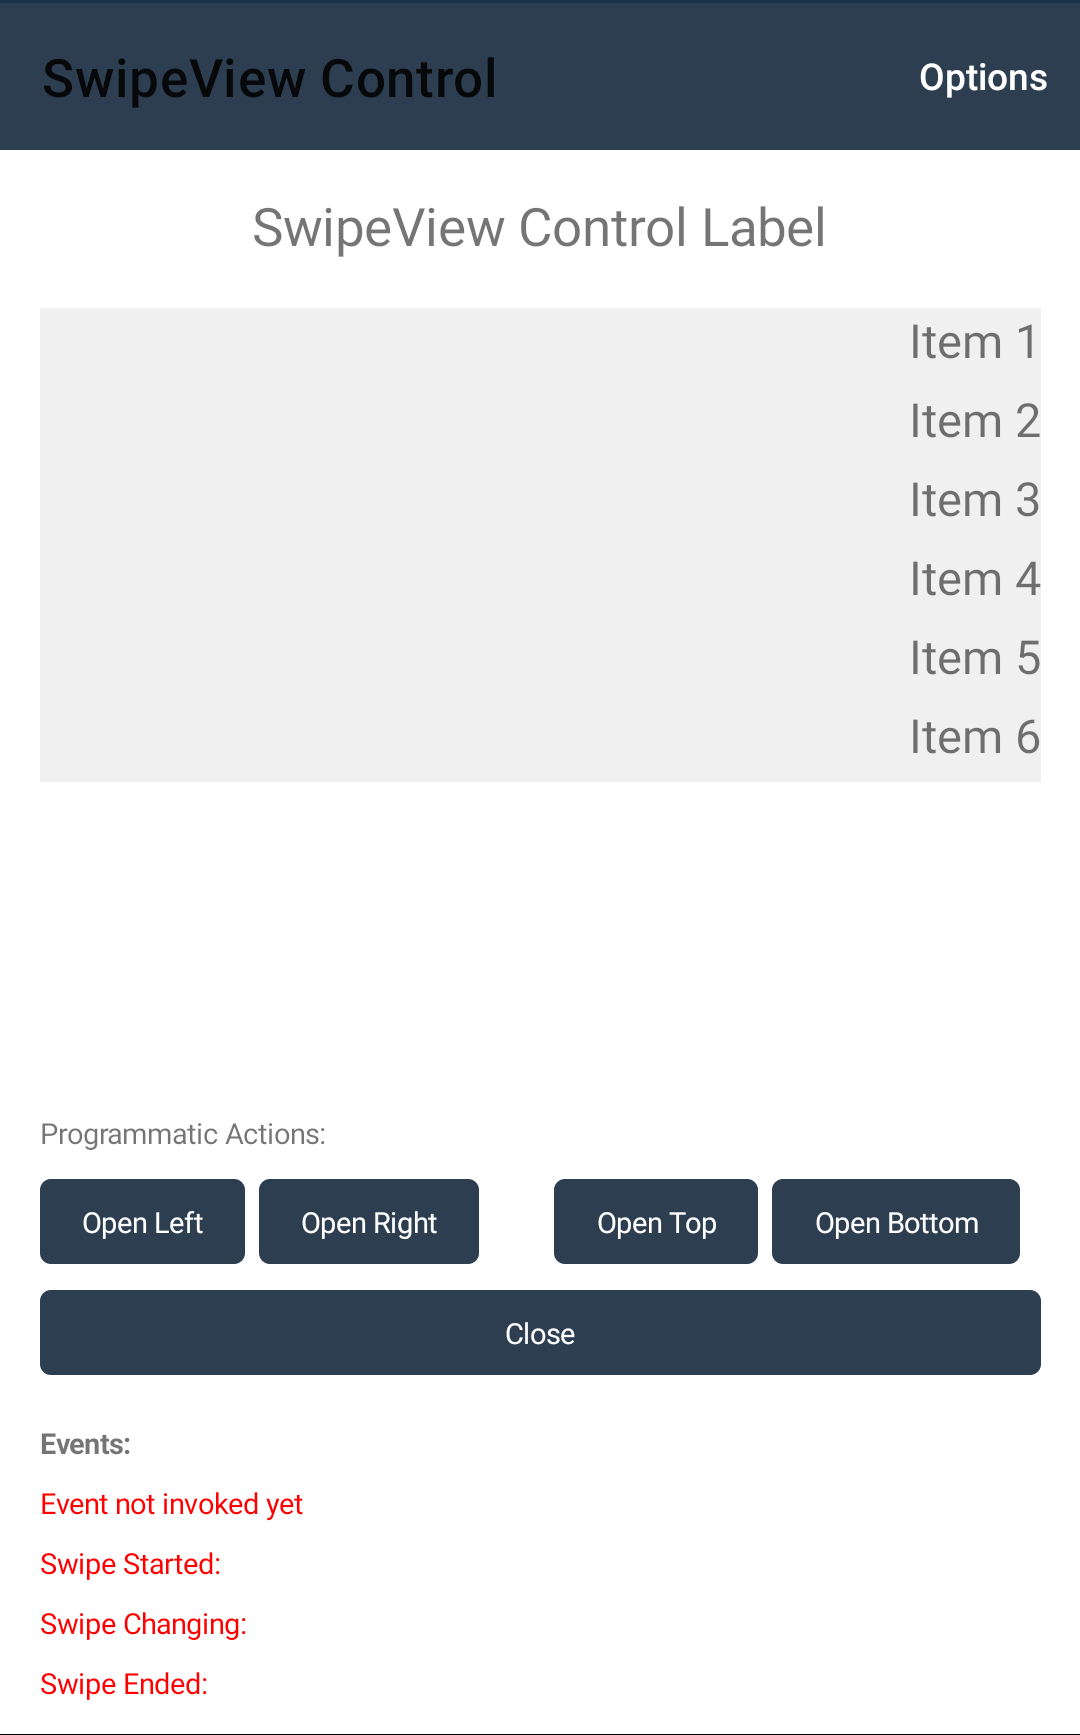 SwipeView Control
Options
SwipeView Control Label
Item 1
Item 2
Item 3
Item 4
Item 5
Item 6
Programmatic Actions:
Open Left
Open Right
Open Top
Open Bottom
Close
Events:
Event not invoked yet
Swipe Started:
Swipe Changing:
Swipe Ended: